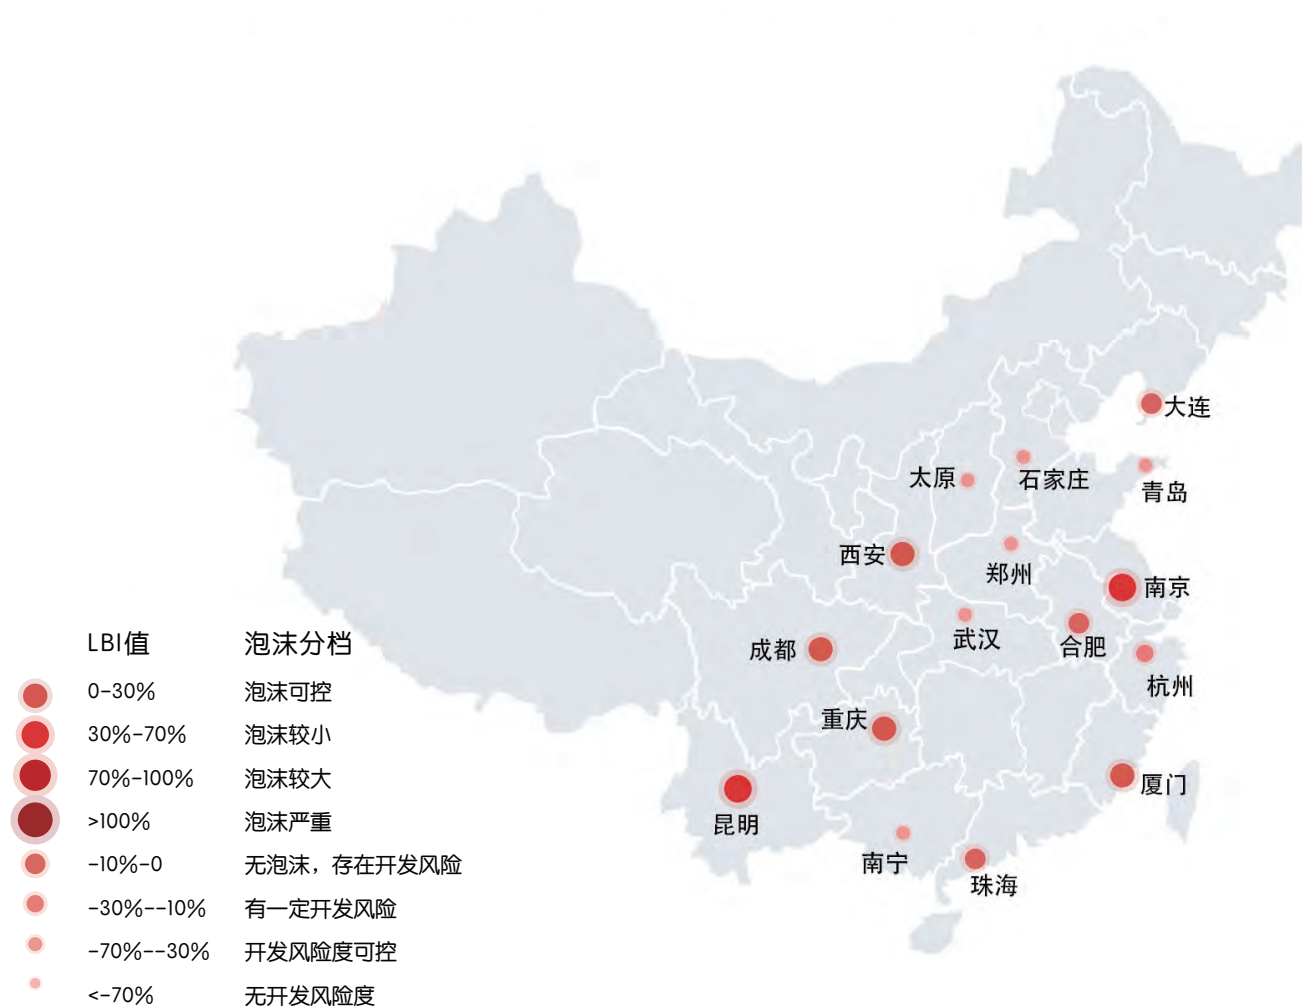 大连
太原
石家庄
青岛
西安
郑州
南京
武汉
合肥
成都
杭州
重庆
厦门
昆明
南宁
珠海
LBI值 泡沫分档
0-30% 泡沫可控
30%-70% 泡沫较小
70%-100% 泡沫较大
>100% 泡沫严重
-10%-0 无泡沫，存在开发风险
-30%--10% 有一定开发风险
-70%--30% 开发风险度可控
<-70% 无开发风险度